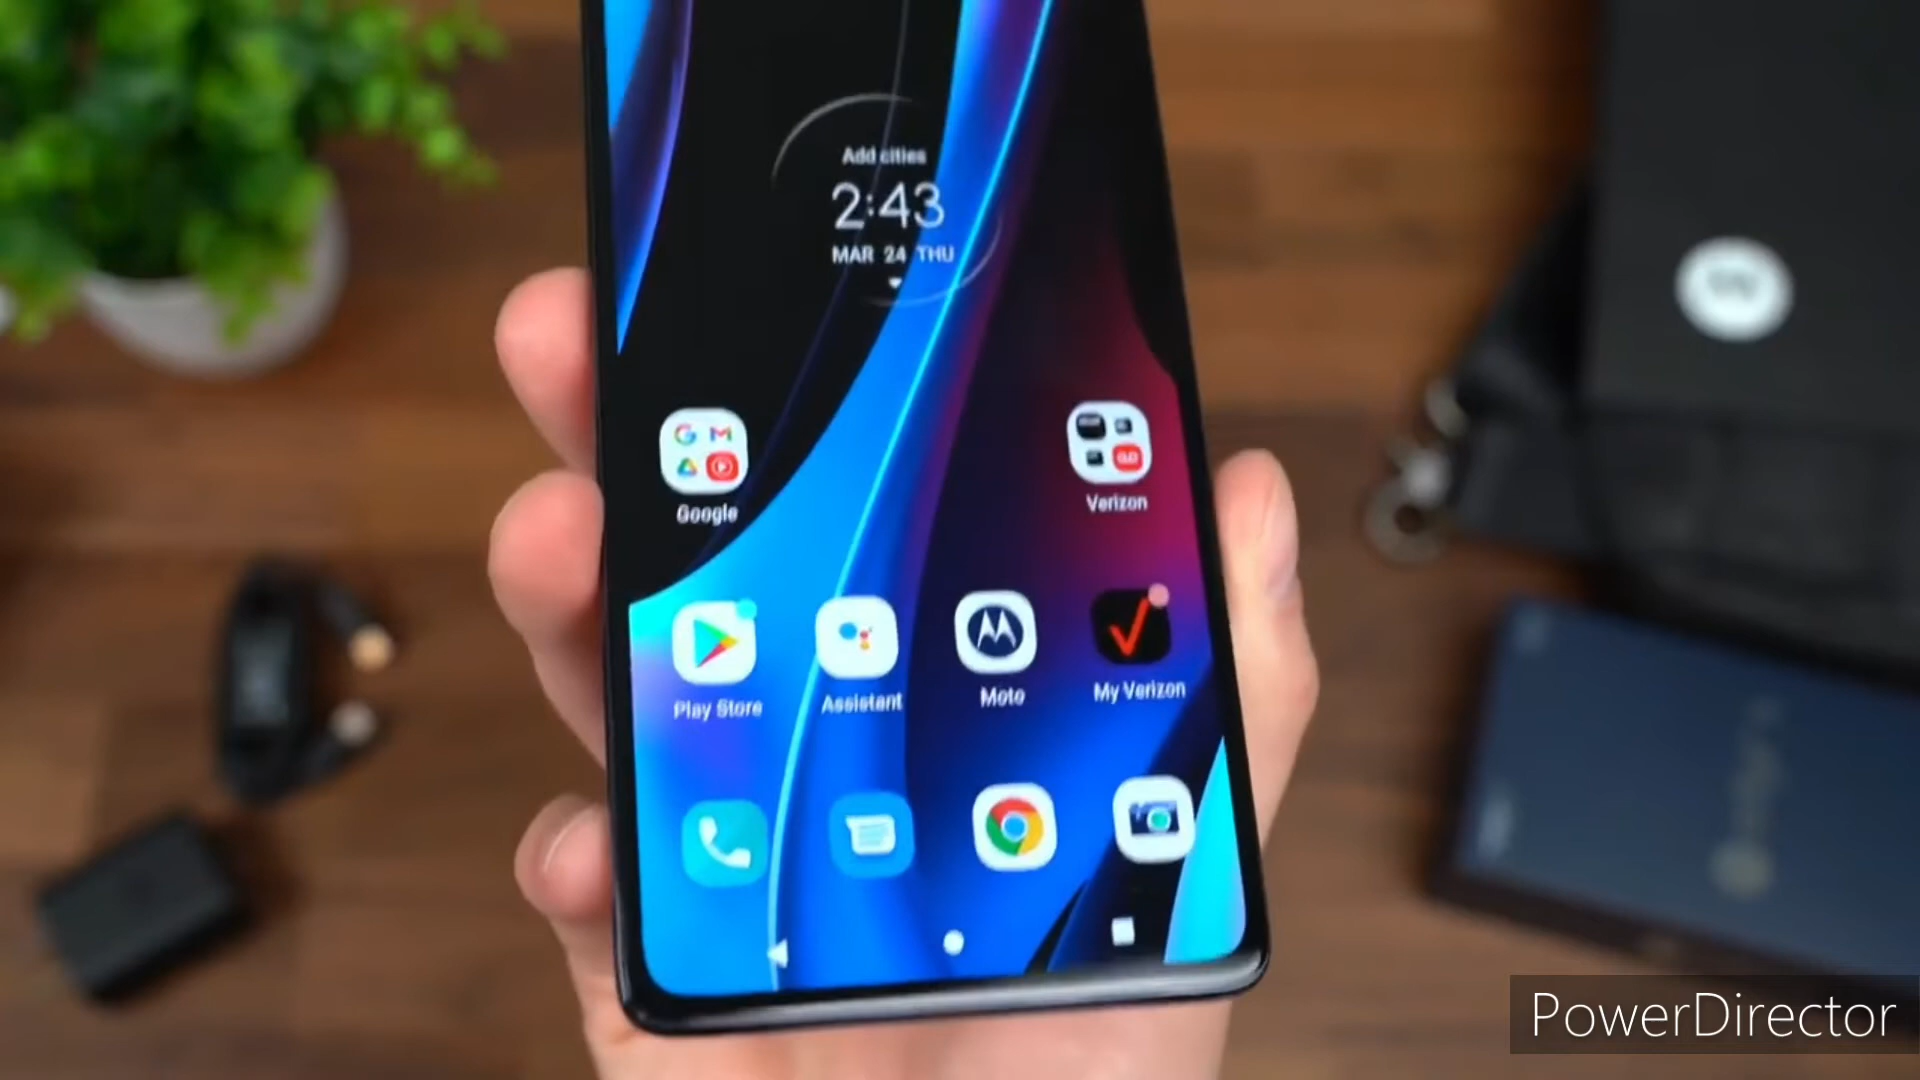 Add cities
2:43
MAR 24 THU
Google
Verizon
Play Store
Assistant
Moto
My Verizon
PowerDirector